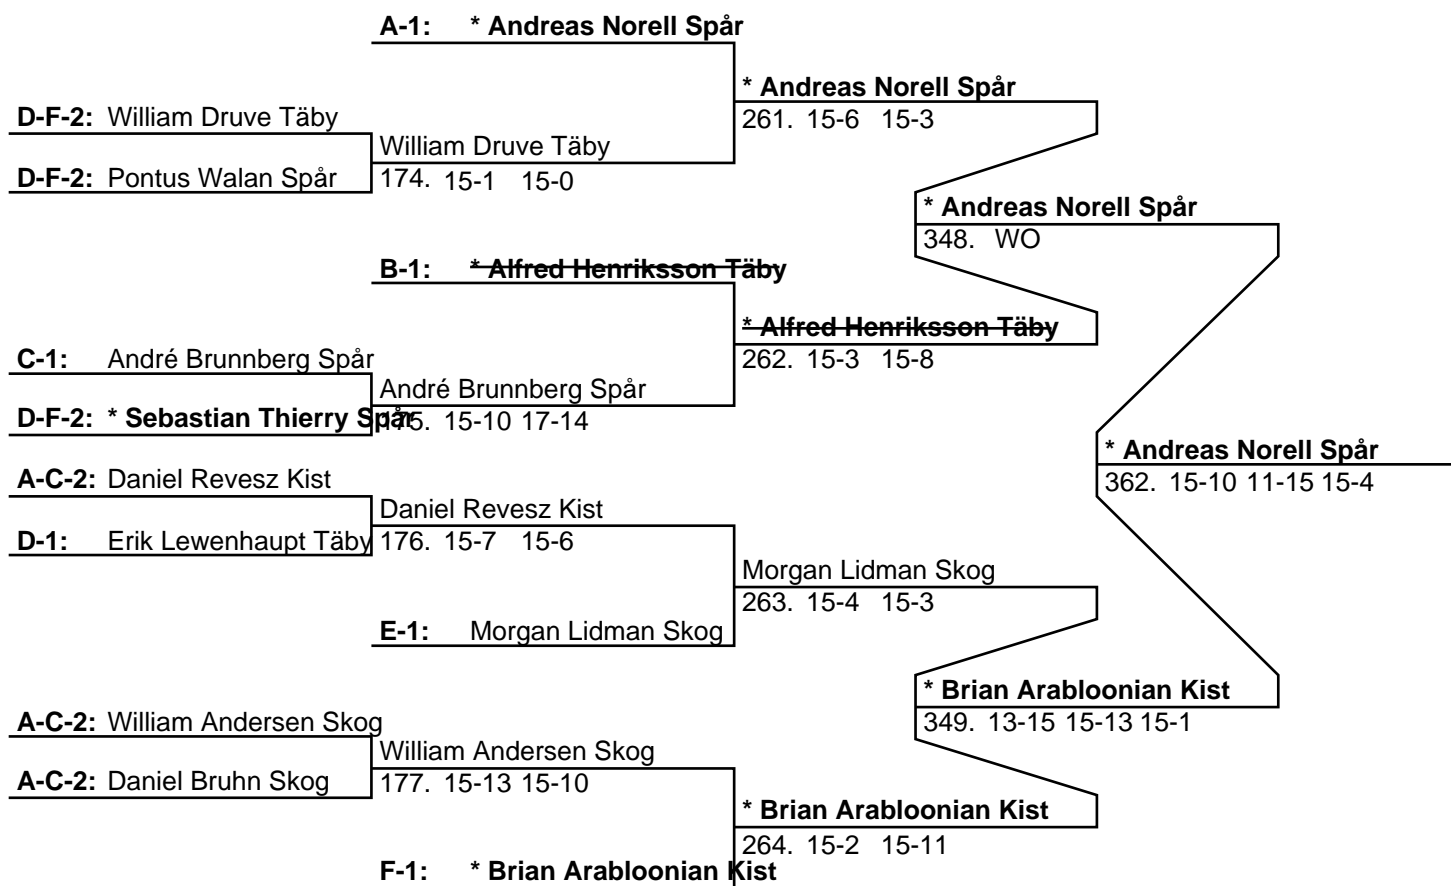 A-1: * Andreas Norell Spår
* Andreas Norell Spår
261. 15-6 15-3
D-F-2: William Druve Täby
William Druve Täby
D-F-2: Pontus Walan Spår
174. 15-1 15-0
* Andreas Norell Spår
348. WO
B-1: * Alfred Henriksson Täby
* Alfred Henriksson Täby
262. 15-3 15-8
C-1: André Brunnberg Spår
André Brunnberg Spår
D-F-2: * Sebastian Thierry Spår
175. 15-10 17-14
* Andreas Norell Spår
362. 15-10 11-15 15-4
A-C-2: Daniel Revesz Kist
Daniel Revesz Kist
D-1: Erik Lewenhaupt Täby
176. 15-7 15-6
Morgan Lidman Skog
263. 15-4 15-3
E-1: Morgan Lidman Skog
* Brian Arabloonian Kist
349. 13-15 15-13 15-1
A-C-2: William Andersen Skog
William Andersen Skog
A-C-2: Daniel Bruhn Skog
177. 15-13 15-10
* Brian Arabloonian Kist
264. 15-2 15-11
F-1: * Brian Arabloonian Kist